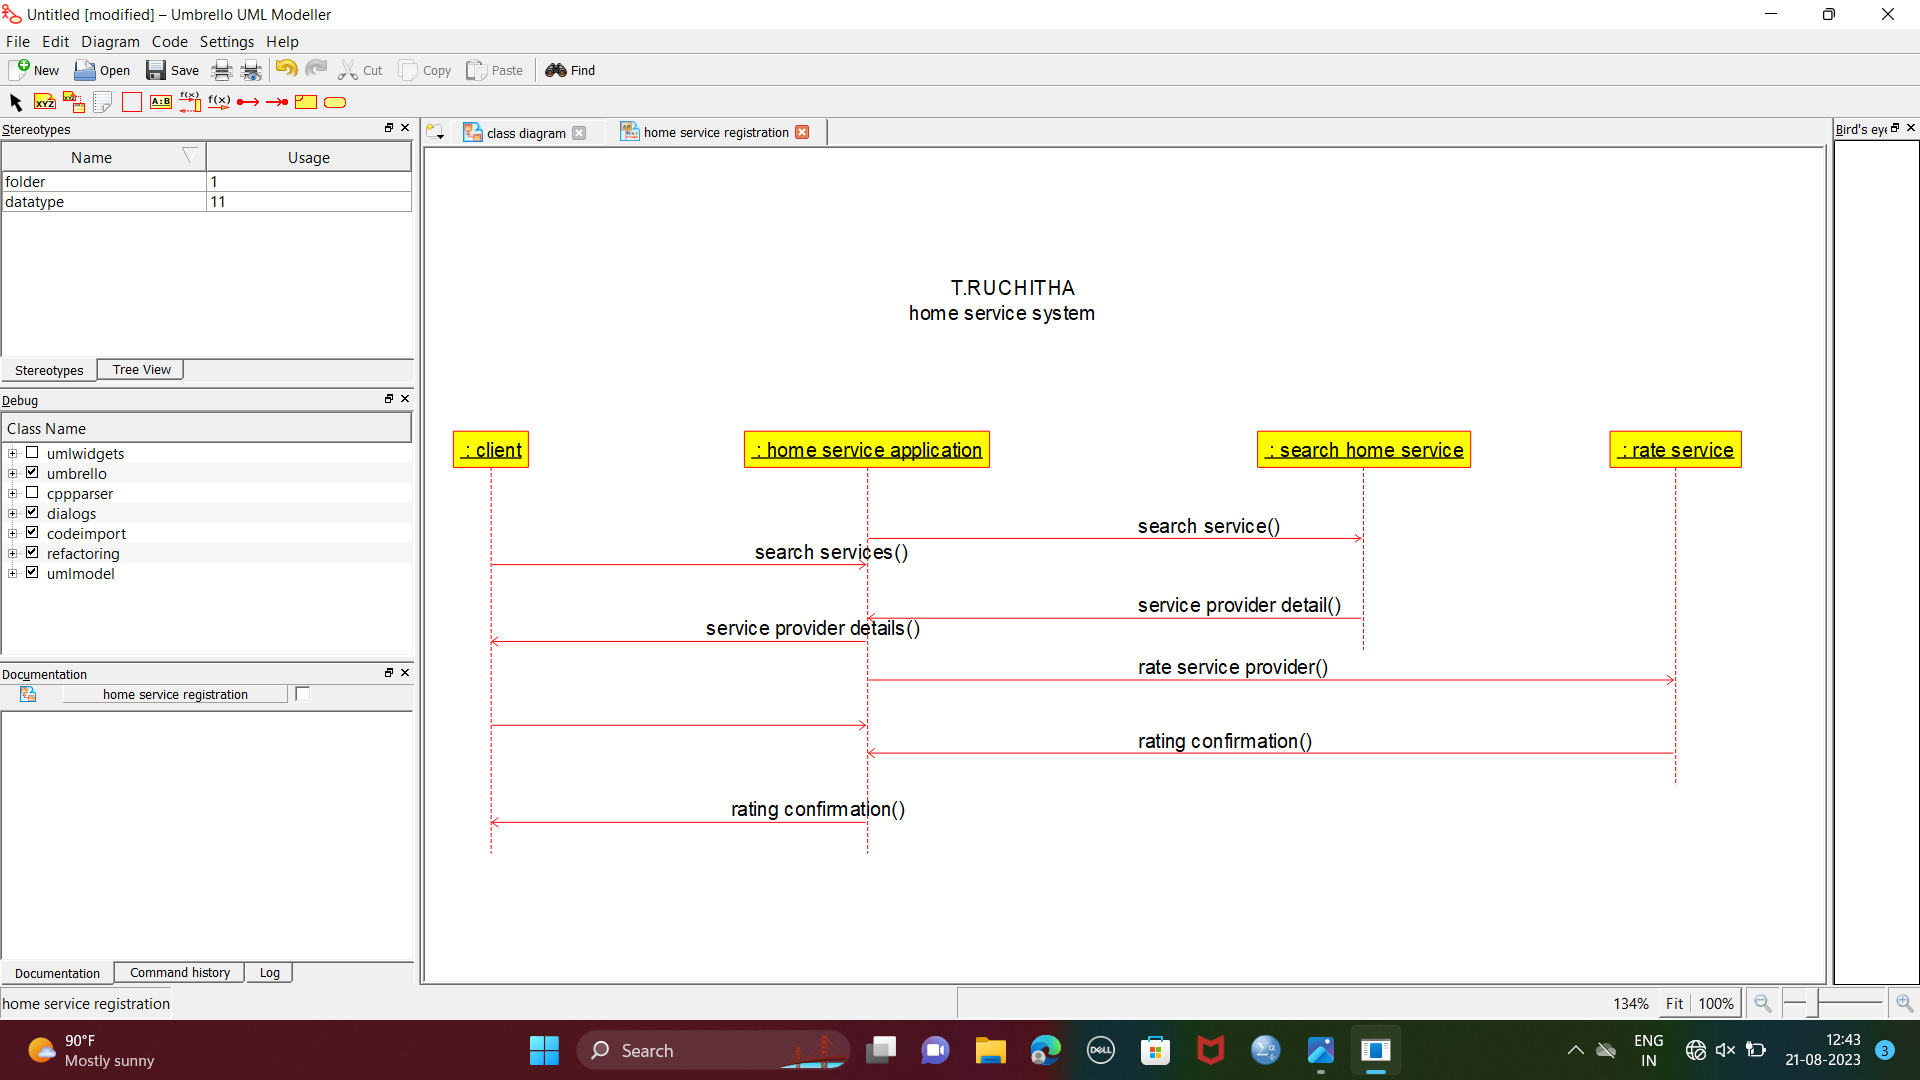 Untitled [modified] – Umbrello UML Modeller
File Edit Diagram Code Settings Help
New Open Save Cut Copy Paste Find
XYZ XYZ A:B f(x) f(x)
Stereotypes
Name Usage
folder 1
datatype 11
Stereotypes Tree View
Debug
Class Name
umlwidgets
umbrello
cppparser
dialogs
codeimport
refactoring
umlmodel
Documentation
home service registration
Documentation Command history Log
home service registration
class diagram home service registration
Bird's eye
T.RUCHITHA
home service system
: client : home service application : search home service : rate service
search service()
search services()
service provider detail()
service provider details()
rate service provider()
rating confirmation()
rating confirmation()
134% Fit 100%
90°F
Mostly sunny
Search
DELL
ENG
IN
12:43
21-08-2023
3